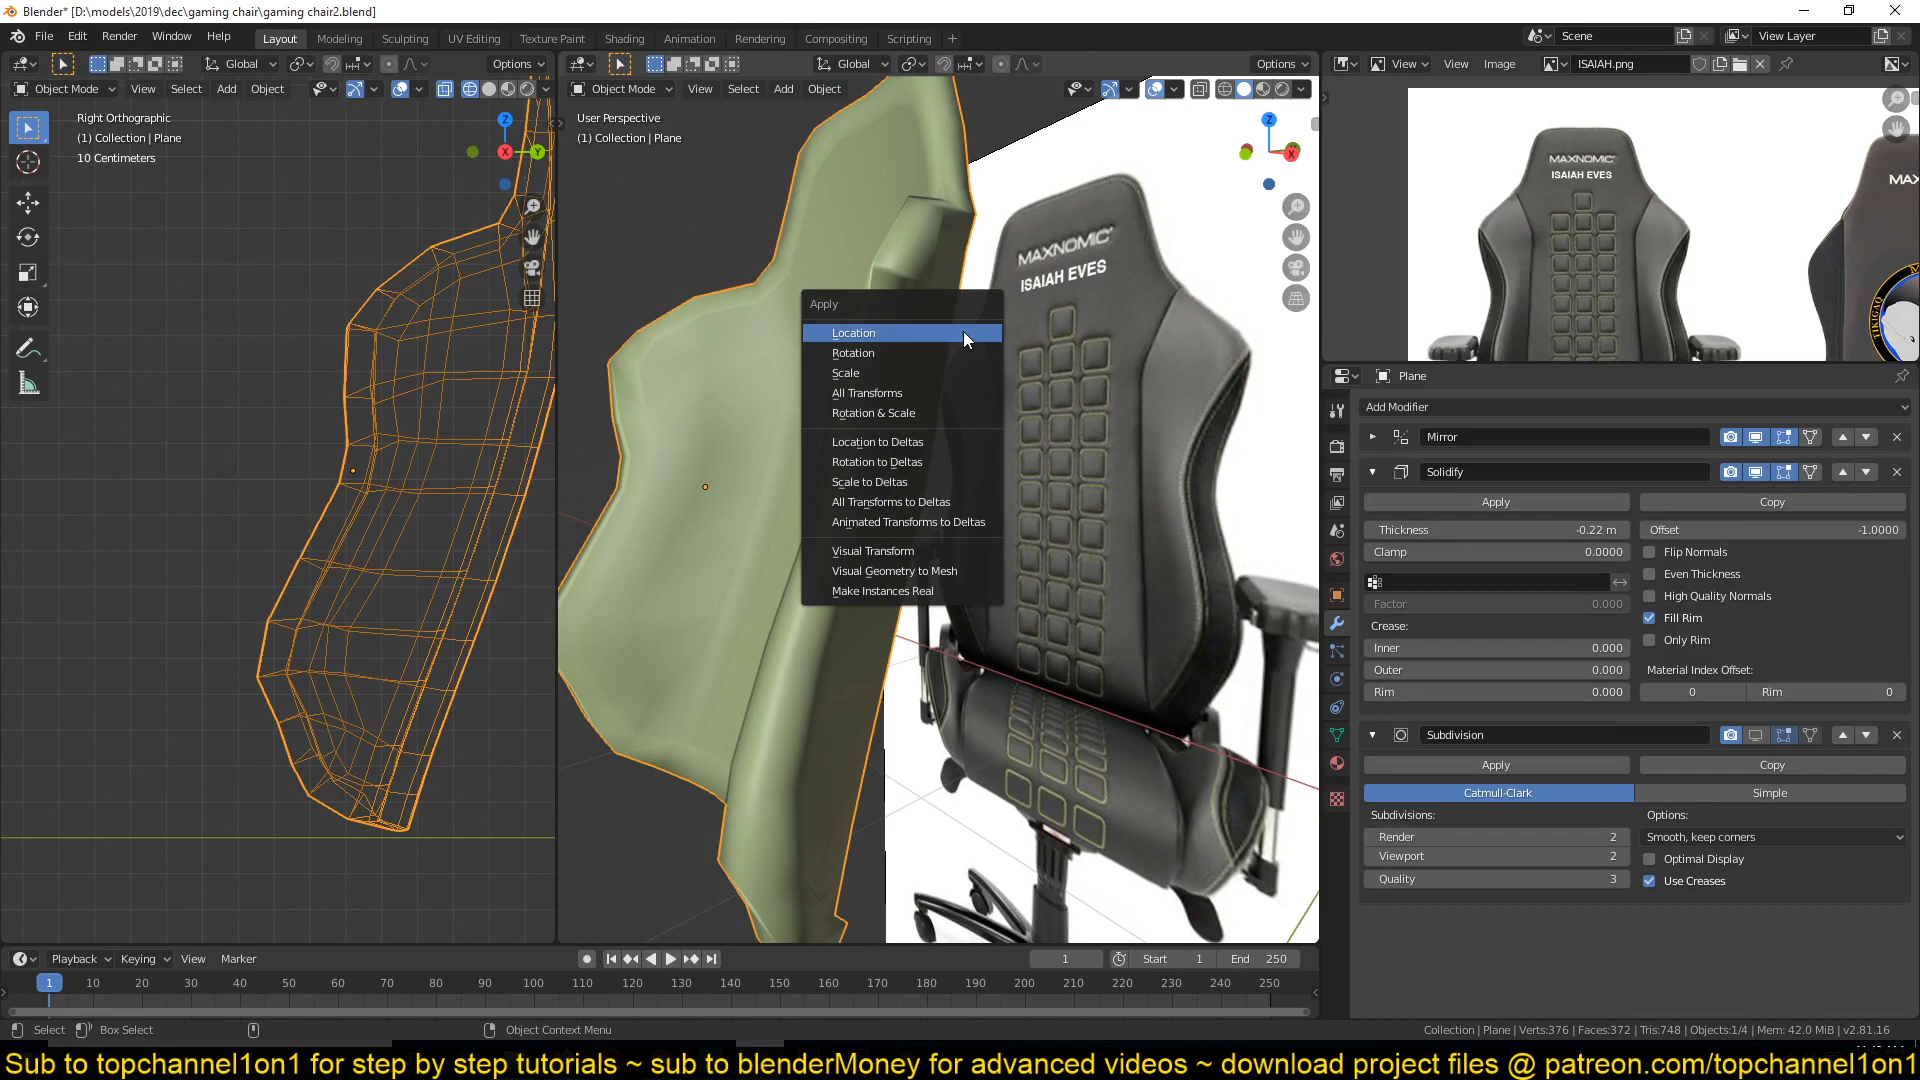 Blender* [D:\models\2019\dec\gaming chair\gaming chair2.blend]
File Edit Render Window Help
Layout Modeling Sculpting UV Editing Texture Paint Shading Animation Rendering Compositing Scripting
Scene View Layer
Global Options Global Options
View View Image ISAIAH.png
Object Mode View Select Add Object
Object Mode View Select Add Object
Right Orthographic
(1) Collection | Plane
10 Centimeters
User Perspective
(1) Collection | Plane
Z
X
Y
Z
X
MAXNOMIC
ISAIAH EVES
MAXNOMIC
ISAIAH EVES
MAX
Apply
Location
Rotation
Scale
All Transforms
Rotation & Scale
Location to Deltas
Rotation to Deltas
Scale to Deltas
All Transforms to Deltas
Animated Transforms to Deltas
Visual Transform
Visual Geometry to Mesh
Make Instances Real
Plane
Add Modifier
Mirror
Solidify
Apply Copy
Thickness -0.22 m Offset -1.0000
Clamp 0.0000 Flip Normals
Even Thickness
Factor 0.000 High Quality Normals
Crease: Fill Rim
Inner 0.000 Only Rim
Outer 0.000 Material Index Offset:
Rim 0.000 0 Rim 0
Subdivision
Apply Copy
Catmull-Clark Simple
Subdivisions: Options:
Render 2 Smooth, keep corners
Viewport 2 Optimal Display
Quality 3 Use Creases
Playback Keying View Marker 1 Start 1 End 250
1 10 20 30 40 50 60 70 80 90 100 110 120 130 140 150 160 170 180 190 200 210 220 230 240 250
Select Box Select Object Context Menu Collection | Plane | Verts:376 | Faces:372 | Tris:748 | Objects:1/4 | Mem: 42.0 MiB | v2.81.16
Sub to topchannel1on1 for step by step tutorials ~ sub to blenderMoney for advanced videos ~ download project files @ patreon.com/topchannel1on1